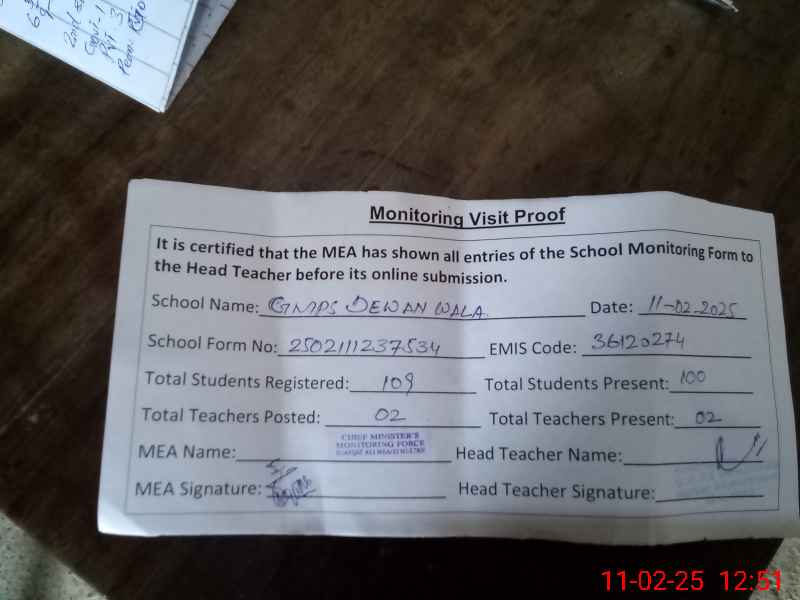 Monitoring Visit Proof
It is certified that the MEA has shown all entries of the School Monitoring Form to
the Head Teacher before its online submission.
School Name: GMPS DEWAN WALA Date: 11-02-2025
School Form No: 2502111237534 EMIS Code: 36120274
Total Students Registered: 109 Total Students Present: 100
Total Teachers Posted: 02 Total Teachers Present: 02
CHIEF MINISTER'S
MONITORING FORCE
MEA Name: Head Teacher Name:
MEA Signature: Head Teacher Signature:
11-02-25 12:51